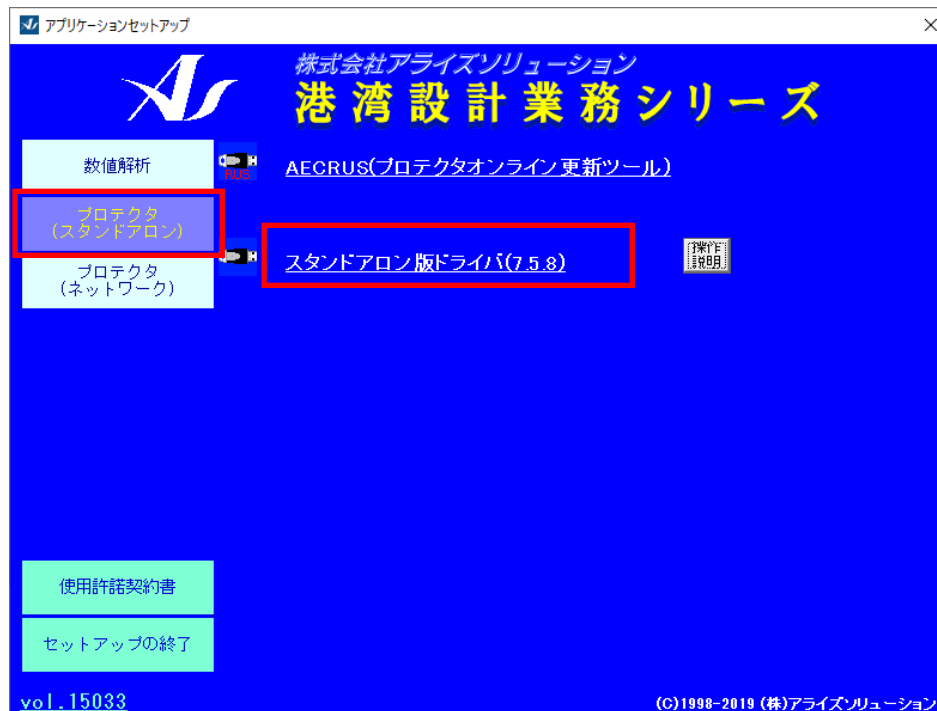 アプリケーションセットアップ
株式会社アライズソリューション
港湾設計業務シリーズ
数値解析
RUS
AECRUS(プロテクタオンライン更新ツール)
プロテクタ
(スタンドアロン)
スタンドアロン版ドライバ(7.5.8)
操作
説明
プロテクタ
(ネットワーク)
使用許諾契約書
セットアップの終了
vol.15033
(C)1998-2019 (株)アライズソリューション